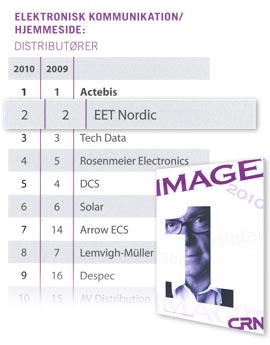 ELEKTRONISK KOMMUNIKATION/
HJEMMESIDE:
DISTRIBUTØRER
2010 2009
1 1 Actebis
2 2 EET Nordic
3 3 Tech Data
4 5 Rosenmeier Electronics
5 4 DCS
6 6 Solar
7 14 Arrow ECS
8 7 Lemvigh-Müller
9 16 Despec
10 15 AV Distribution
IMAGE
2010
1.
CRN